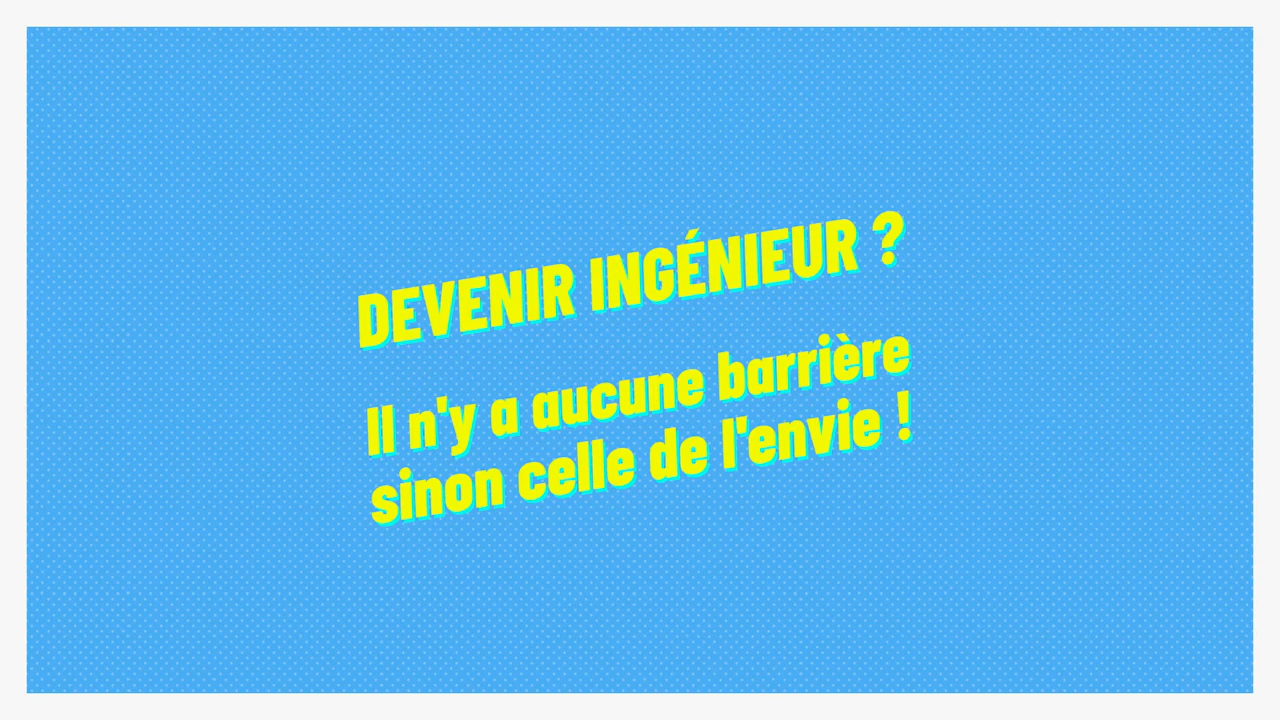 DEVENIR INGÉNIEUR ?
Il n'y a aucune barrière
sinon celle de l'envie !